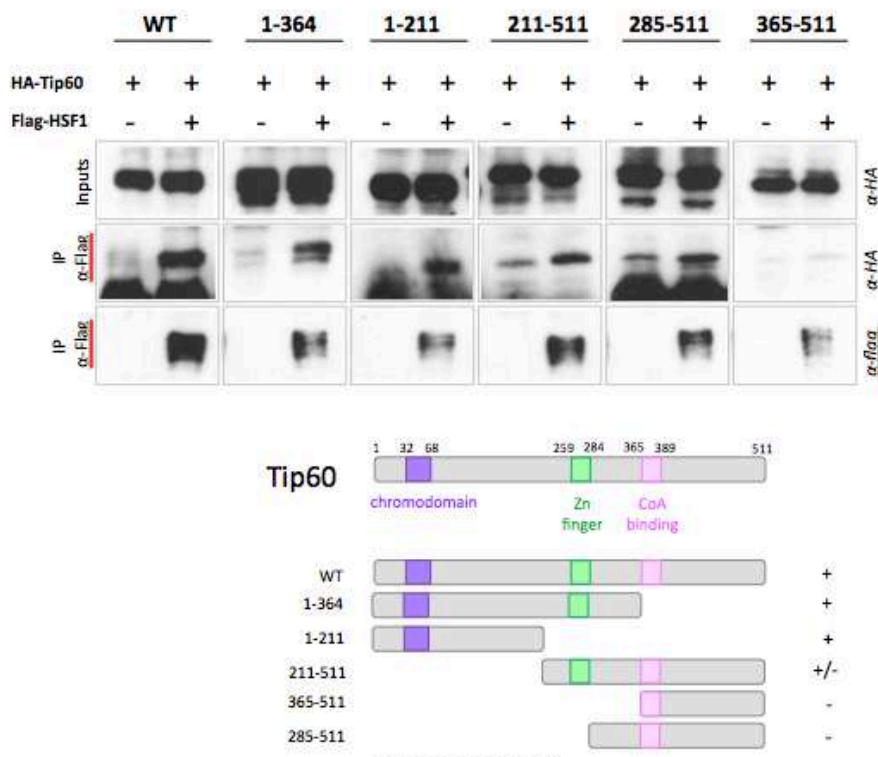 WT 1-364 1-211 211-511 285-511 365-511
HA-Tip60 + + + + + + + + + + + +
Flag-HSF1 - + - + - + - + - + - +
Inputs α-HA
IP α-Flag α-HA
IP α-Flag α-flag
1 32 68 259 284 365 389 511
Tip60
chromodomain Zn finger CoA binding
WT +
1-364 +
1-211 +
211-511 +/-
365-511 -
285-511 -